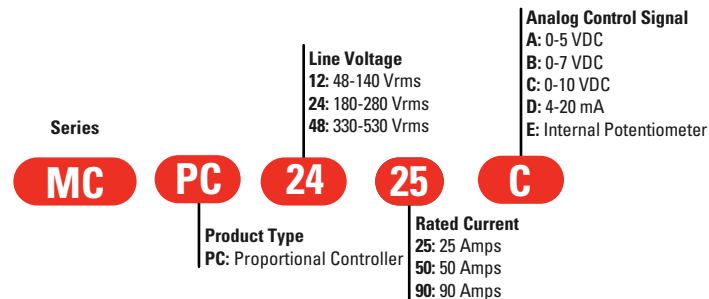 Analog Control Signal
A: 0-5 VDC
B: 0-7 VDC
C: 0-10 VDC
D: 4-20 mA
E: Internal Potentiometer
Line Voltage
12: 48-140 Vrms
24: 180-280 Vrms
48: 330-530 Vrms
Series
MC PC 24 25 C
Product Type
PC: Proportional Controller
Rated Current
25: 25 Amps
50: 50 Amps
90: 90 Amps